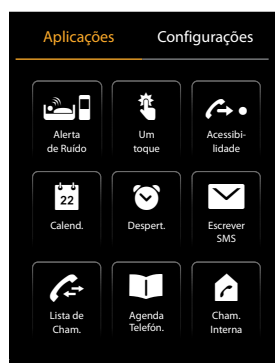 Aplicações Configurações
Alerta
de Ruído
Um
toque
Acessibi-
lidade
22
Calend.
Despert.
Escrever
SMS
Lista de
Cham.
Agenda
Telefón.
Cham.
Interna